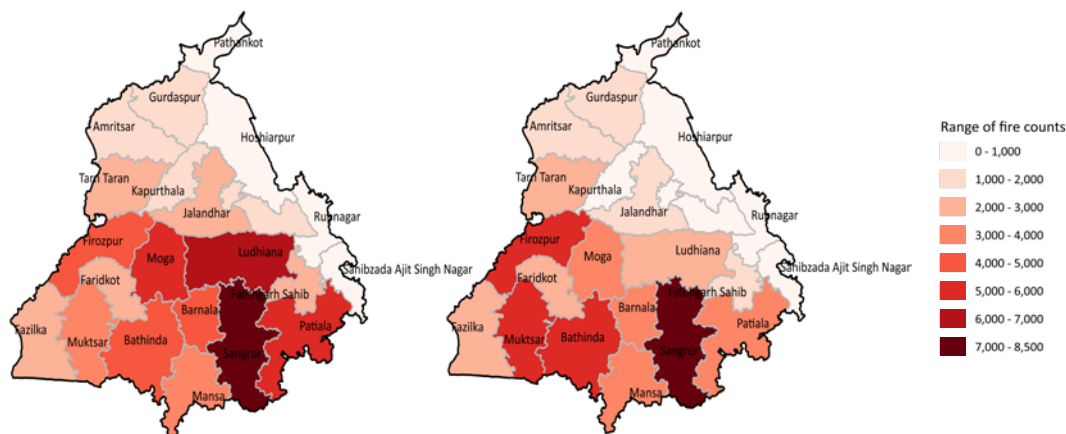 Pathankot
Gurdaspur
Amritsar
Hoshiarpur
Tarn Taran
Kapurthala
Jalandhar
Rupnagar
Firozpur
Moga
Ludhiana
Sahibzada Ajit Singh Nagar
Faridkot
Fatehgarh Sahib
Fazilka
Barnala
Patiala
Muktsar
Bathinda
Sangrur
Mansa
Pathankot
Gurdaspur
Amritsar
Hoshiarpur
Tarn Taran
Kapurthala
Jalandhar
Rupnagar
Firozpur
Moga
Ludhiana
Sahibzada Ajit Singh Nagar
Faridkot
Fatehgarh Sahib
Fazilka
Barnala
Patiala
Muktsar
Bathinda
Sangrur
Mansa
Range of fire counts
0 - 1,000
1,000 - 2,000
2,000 - 3,000
3,000 - 4,000
4,000 - 5,000
5,000 - 6,000
6,000 - 7,000
7,000 - 8,500